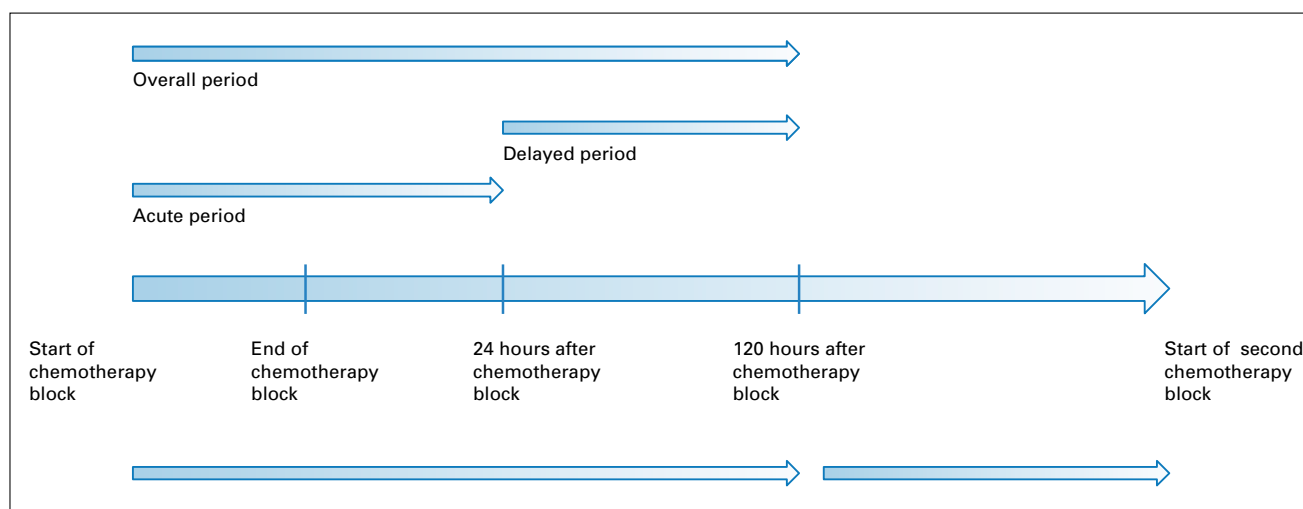 Overall period
Delayed period
Acute period
Start of
chemotherapy
block
End of
chemotherapy
block
24 hours after
chemotherapy
block
120 hours after
chemotherapy
block
Start of second
chemotherapy
block